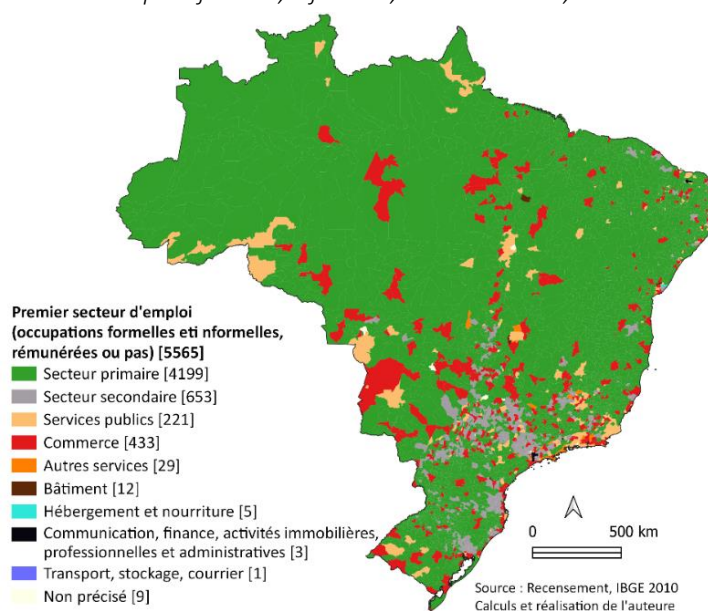 Premier secteur d'emploi
(occupations formelles eti nformelles,
rémunérées ou pas) [5565]
Secteur primaire [4199]
Secteur secondaire [653]
Services publics [221]
Commerce [433]
Autres services [29]
Bâtiment [12]
Hébergement et nourriture [5]
Communication, finance, activités immobilières,
professionnelles et administratives [3]
Transport, stockage, courrier [1]
Non précisé [9]
0 500 km
Source : Recensement, IBGE 2010
Calculs et réalisation de l'auteure